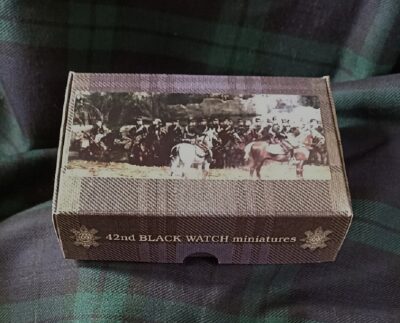 42nd BLACK WATCH miniatures